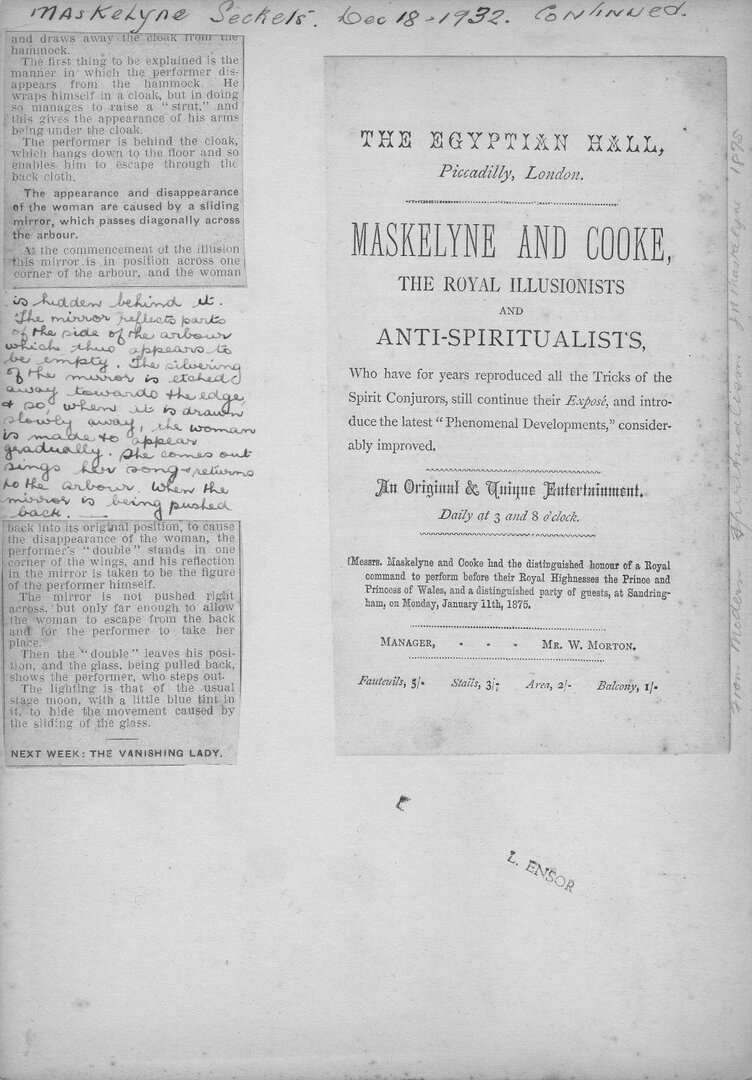 Maskelyne Seckets. Dec 18-1932. Continued.
and draws away the cloak from the
hammock.
The first thing to be explained is the
manner in which the performer dis-
appears from the hammock. He
wraps himself in a cloak, but in doing
so manages to raise a "strut," and
this gives the appearance of his arms
being under the cloak.
The performer is behind the cloak,
which hangs down to the floor and so
enables him to escape through the
back cloth.
The appearance and disappearance
of the woman are caused by a sliding
mirror, which passes diagonally across
the arbour.
At the commencement of the illusion
this mirror is in position across one
corner of the arbour, and the woman
is hidden behind it.
The mirror reflects parts
of the side of the arbour
which thus appears to
be empty. The silvering
of the mirror is etched
away towards the edge
& so, when it is drawn
slowly away, the woman
is made to appear
gradually. She comes out
sings her song & returns
to the arbour. When the
mirror is being pushed
back.
back into its original position, to cause
the disappearance of the woman, the
performer's "double" stands in one
corner of the wings, and his reflection
in the mirror is taken to be the figure
of the performer himself.
The mirror is not pushed right
across, but only far enough to allow
the woman to escape from the back
and for the performer to take her
place.
Then the "double" leaves his posi-
tion, and the glass, being pulled back,
shows the performer, who steps out.
The lighting is that of the usual
stage moon, with a little blue tint in
it, to hide the movement caused by
the sliding of the glass.
NEXT WEEK: THE VANISHING LADY.
THE EGYPTIAN HALL,
Piccadilly, London.
MASKELYNE AND COOKE,
THE ROYAL ILLUSIONISTS
AND
ANTI-SPIRITUALISTS,
Who have for years reproduced all the Tricks of the
Spirit Conjurors, still continue their Exposé, and intro-
duce the latest "Phenomenal Developments," consider-
ably improved.
An Original & Unique Entertainment.
Daily at 3 and 8 o'clock.
(Messrs. Maskelyne and Cooke had the distinguished honour of a Royal
command to perform before their Royal Highnesses the Prince and
Princess of Wales, and a distinguished party of guests, at Sandring-
ham, on Monday, January 11th, 1875.
MANAGER, - - - MR. W. MORTON.
Fauteuils, 5/- Stalls, 3/- Area, 2/- Balcony, 1/-
From Modern Spiritualism JN Maskelyne 1875
E
L. ENSOR